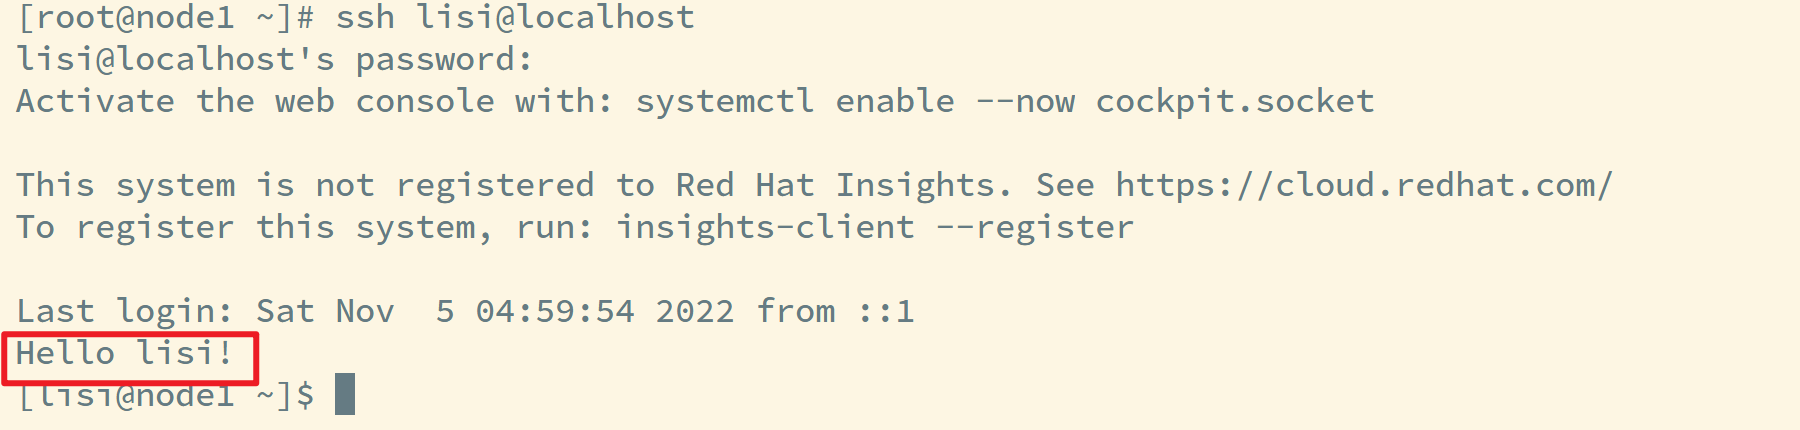 [root@node1 ~]# ssh lisi@localhost
lisi@localhost's password:
Activate the web console with: systemctl enable --now cockpit.socket
This system is not registered to Red Hat Insights. See https://cloud.redhat.com/
To register this system, run: insights-client --register
Last login: Sat Nov  5 04:59:54 2022 from ::1
Hello lisi!
[lisi@node1 ~]$